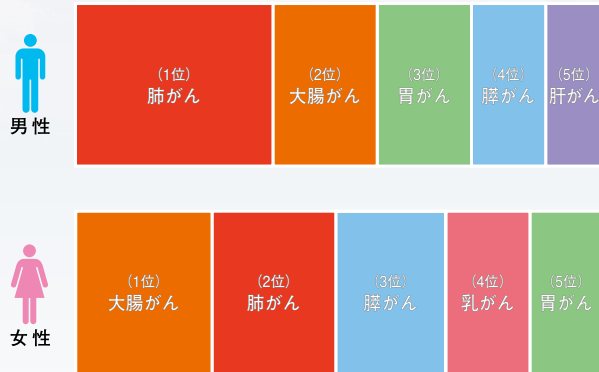 (1位)
肺がん
(2位)
大腸がん
(3位)
胃がん
(4位)
膵がん
(5位)
肝がん
男性
(1位)
大腸がん
(2位)
肺がん
(3位)
膵がん
(4位)
乳がん
(5位)
胃がん
女性